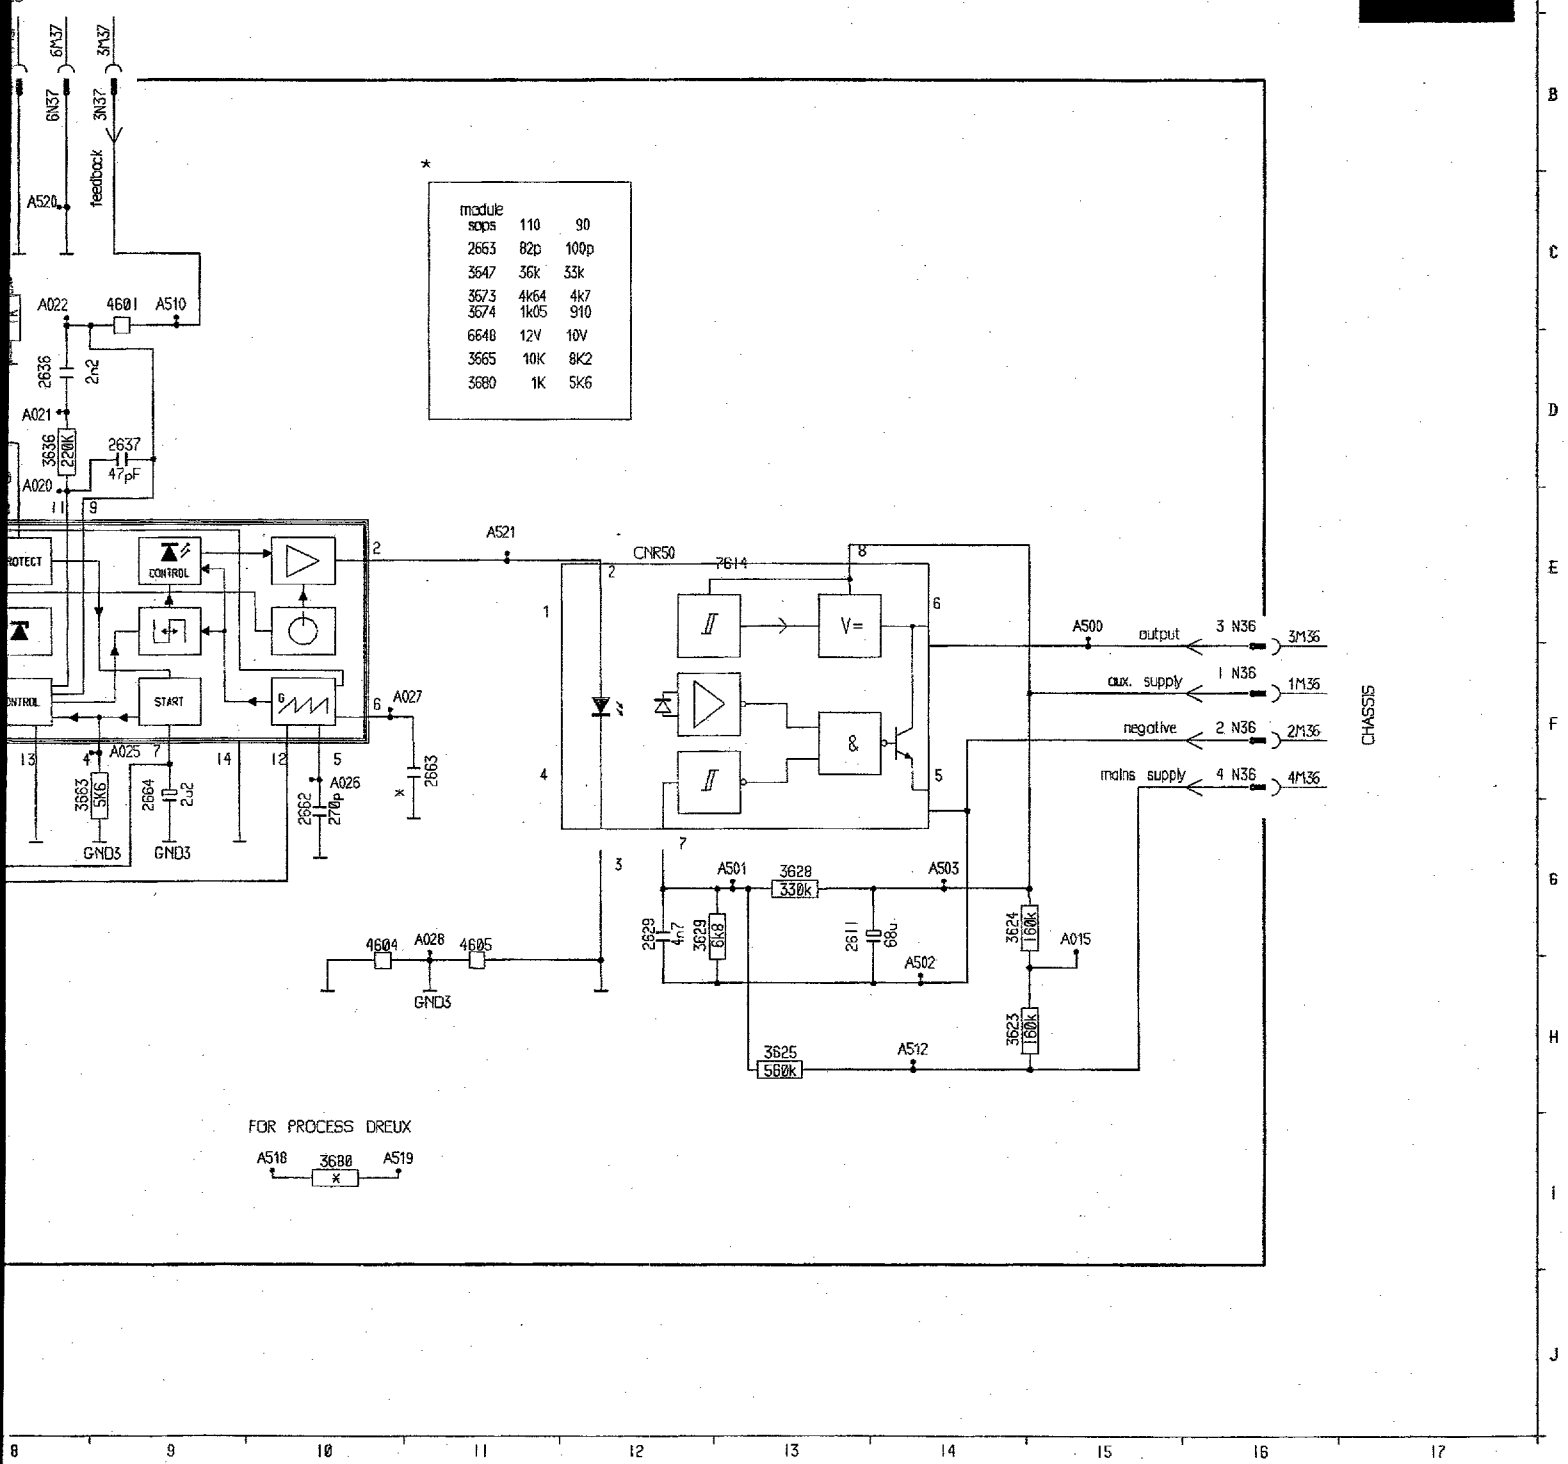 6M37
3M37
6N37
3N37
feedback
A520
*
module
sops 110 90
2663 82p 100p
3647 36k 33k
3673 4k64 4k7
3674 1k05 910
6648 12V 10V
3665 10K 8K2
3680 1K 5K6
A022
4601
A510
2636
2n2
A021
3636
220K
2637
47pF
A020
11
9
ROTECT
CONTROL
2
A521
CNR50
7614
8
2
1
6
V=
&
A500
output
3 N36
3M36
aux. supply
1 N36
1M36
negative
2 N36
2M36
mains supply
4 N36
4M36
CHASSIS
ONTROL
START
G
6
A027
13
4
A025
7
14
12
5
3663
5K6
2664
2u2
GND3
GND3
A026
2662
270p
2663
*
4
5
7
3
A501
3628
330k
A503
2629
4n7
3629
6k8
2611
68u
A502
3624
160k
A015
3623
160k
4604
A028
4605
GND3
3625
560k
A512
FOR PROCESS DREUX
A518
3680
*
A519
B
C
D
E
F
G
H
I
J
8 9 10 11 12 13 14 15 16 17